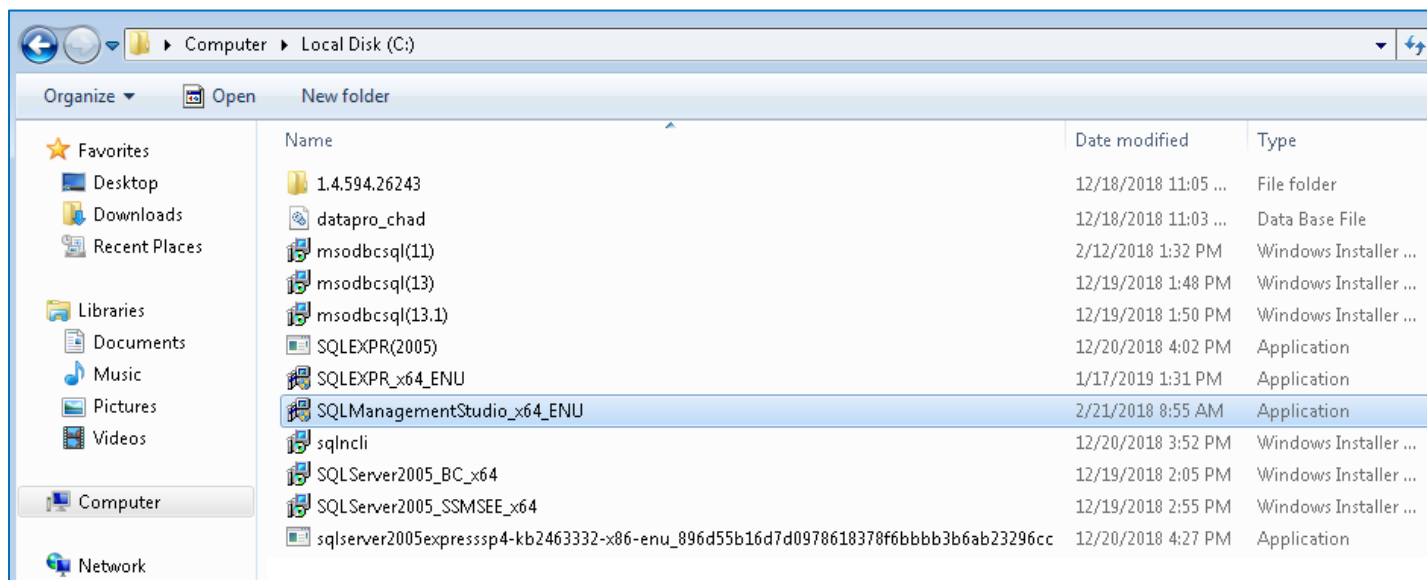 Computer ▸ Local Disk (C:)
Organize ▾ Open New folder
Favorites
Desktop
Downloads
Recent Places
Libraries
Documents
Music
Pictures
Videos
Computer
Network
Name Date modified Type
1.4.594.26243 12/18/2018 11:05 ... File folder
datapro_chad 12/18/2018 11:03 ... Data Base File
msodbcsql(11) 2/12/2018 1:32 PM Windows Installer ...
msodbcsql(13) 12/19/2018 1:48 PM Windows Installer ...
msodbcsql(13.1) 12/19/2018 1:50 PM Windows Installer ...
SQLEXPR(2005) 12/20/2018 4:02 PM Application
SQLEXPR_x64_ENU 1/17/2019 1:31 PM Application
SQLManagementStudio_x64_ENU 2/21/2018 8:55 AM Application
sqlncli 12/20/2018 3:52 PM Windows Installer ...
SQLServer2005_BC_x64 12/19/2018 2:05 PM Windows Installer ...
SQLServer2005_SSMSEE_x64 12/19/2018 2:55 PM Windows Installer ...
sqlserver2005expresssp4-kb2463332-x86-enu_896d55b16d7d0978618378f6bbbb3b6ab23296cc 12/20/2018 4:27 PM Application